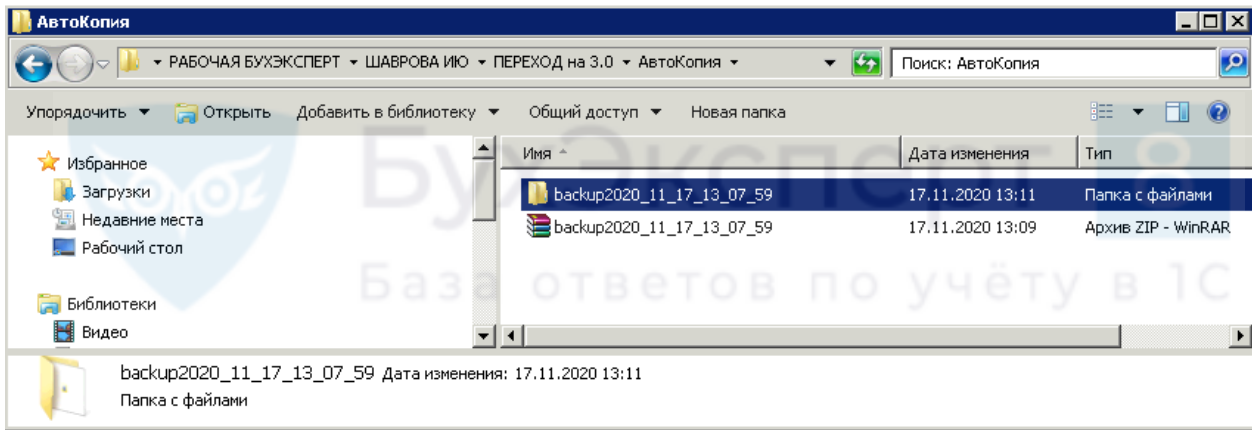 АвтоКопия
РАБОЧАЯ БУХЭКСПЕРТ ШАВРОВА ИЮ ПЕРЕХОД на 3.0 АвтоКопия
Поиск: АвтоКопия
Упорядочить Открыть Добавить в библиотеку Общий доступ Новая папка
Избранное
Загрузки
Недавние места
Рабочий стол
Библиотеки
Видео
Имя Дата изменения Тип
backup2020_11_17_13_07_59 17.11.2020 13:11 Папка с файлами
backup2020_11_17_13_07_59 17.11.2020 13:09 Архив ZIP - WinRAR
БухЭксперт 8
База ответов по учёту в 1С
backup2020_11_17_13_07_59 Дата изменения: 17.11.2020 13:11
Папка с файлами